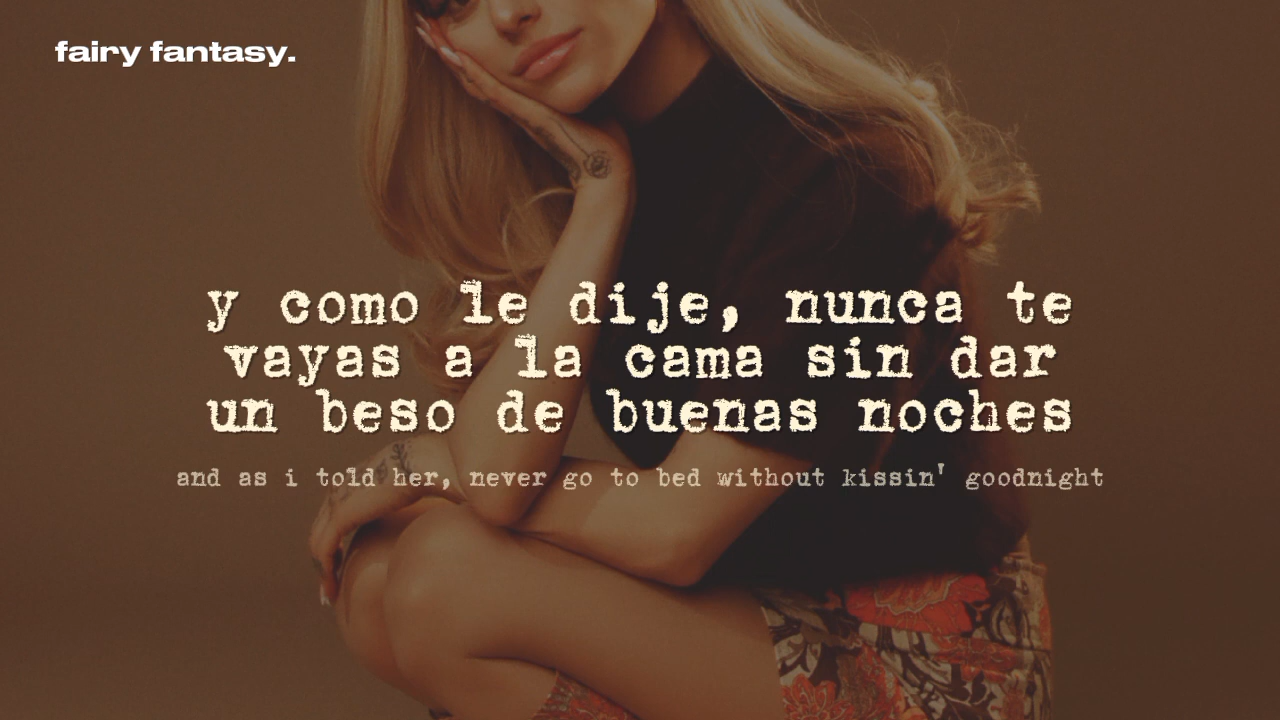 fairy fantasy.
y como le dije, nunca te
vayas a la cama sin dar
un beso de buenas noches
and as i told her, never go to bed without kissin' goodnight